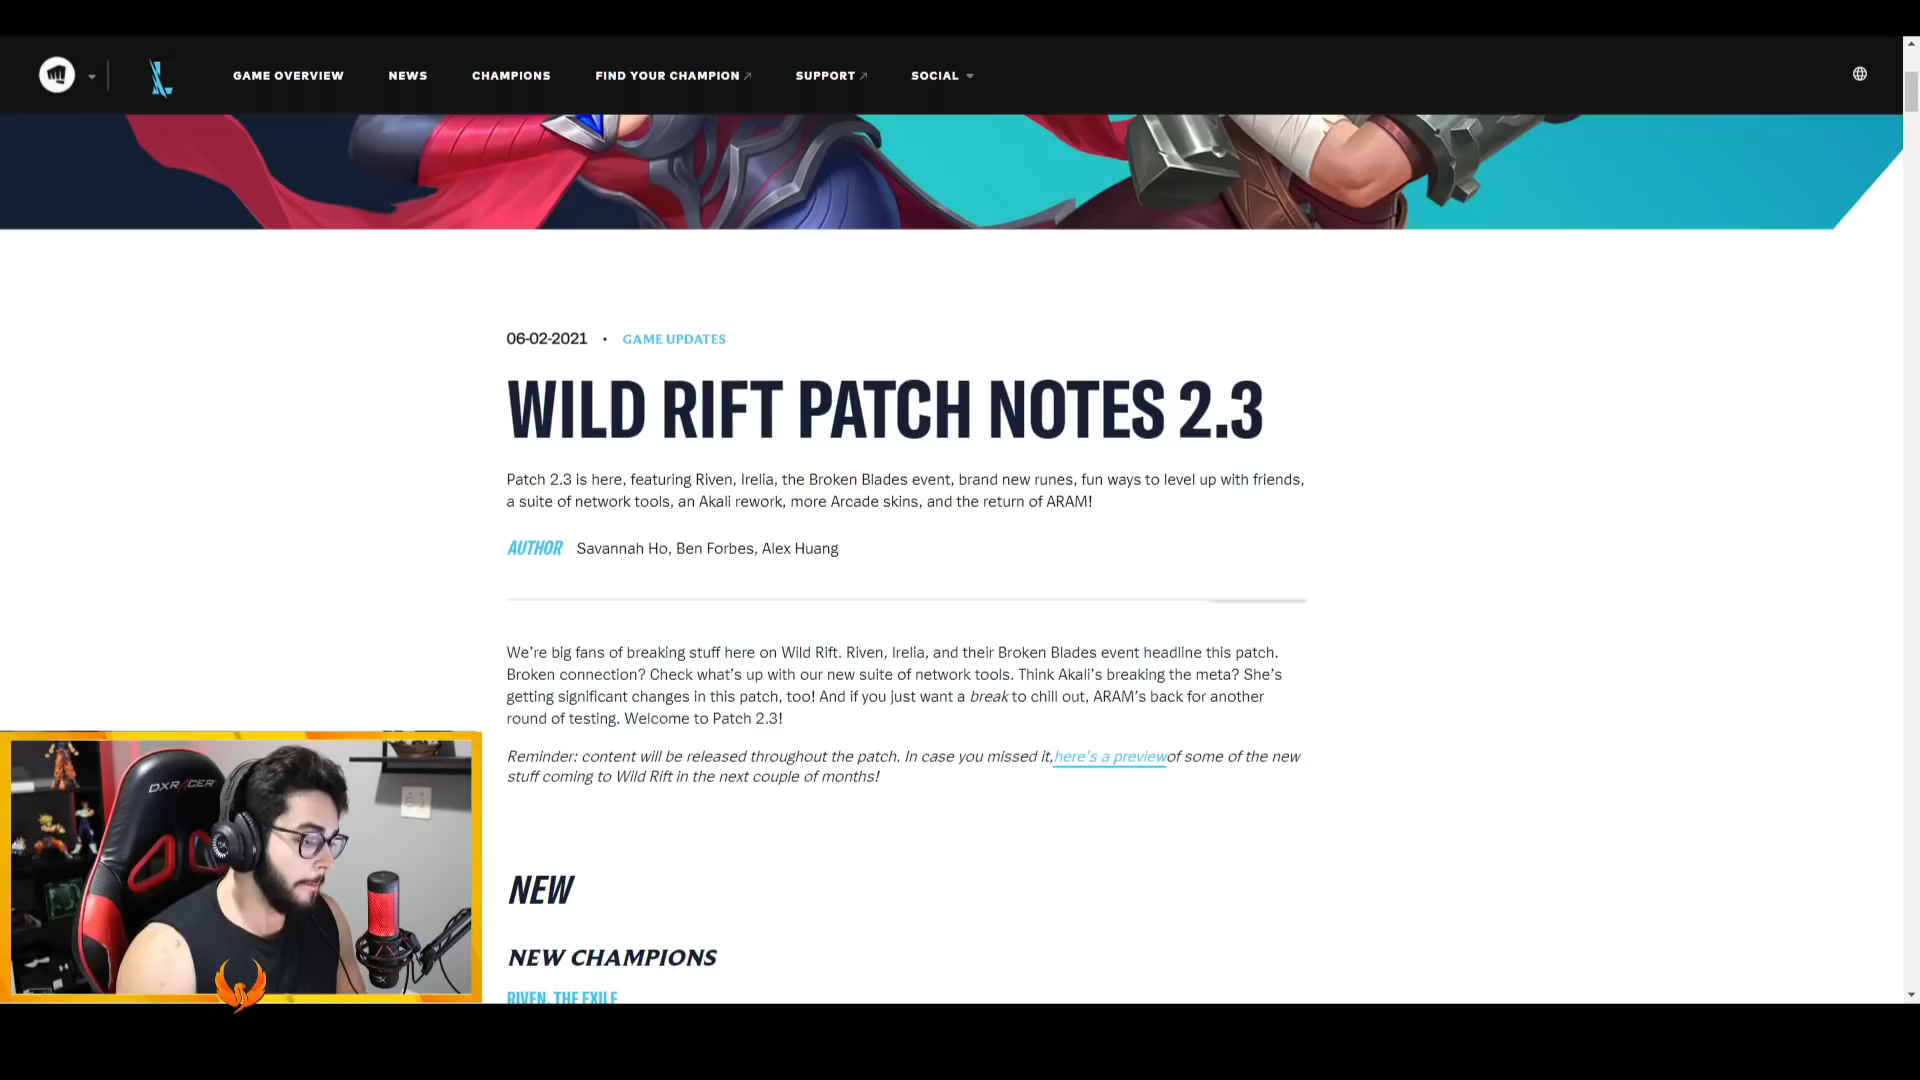 GAME OVERVIEW NEWS CHAMPIONS FIND YOUR CHAMPION SUPPORT SOCIAL
06-02-2021 • GAME UPDATES
WILD RIFT PATCH NOTES 2.3
Patch 2.3 is here, featuring Riven, Irelia, the Broken Blades event, brand new runes, fun ways to level up with friends,
a suite of network tools, an Akali rework, more Arcade skins, and the return of ARAM!
AUTHOR Savannah Ho, Ben Forbes, Alex Huang
We’re big fans of breaking stuff here on Wild Rift. Riven, Irelia, and their Broken Blades event headline this patch.
Broken connection? Check what’s up with our new suite of network tools. Think Akali’s breaking the meta? She’s
getting significant changes in this patch, too! And if you just want a break to chill out, ARAM’s back for another
round of testing. Welcome to Patch 2.3!
Reminder: content will be released throughout the patch. In case you missed it,here’s a previewof some of the new
stuff coming to Wild Rift in the next couple of months!
NEW
NEW CHAMPIONS
RIVEN, THE EXILE
DXRACER